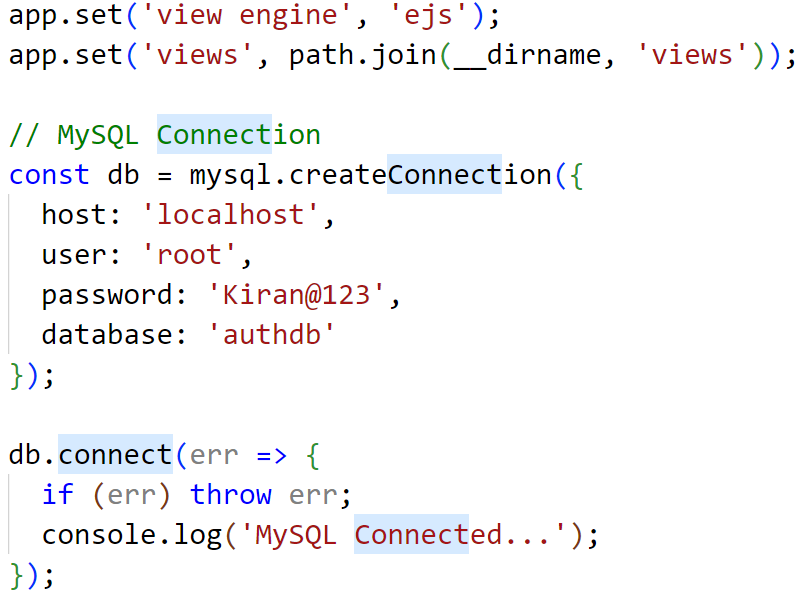 app.set('view engine', 'ejs');
app.set('views', path.join(__dirname, 'views'));
// MySQL Connection
const db = mysql.createConnection({
  host: 'localhost',
  user: 'root',
  password: 'Kiran@123',
  database: 'authdb'
});
db.connect(err => {
  if (err) throw err;
  console.log('MySQL Connected...');
});